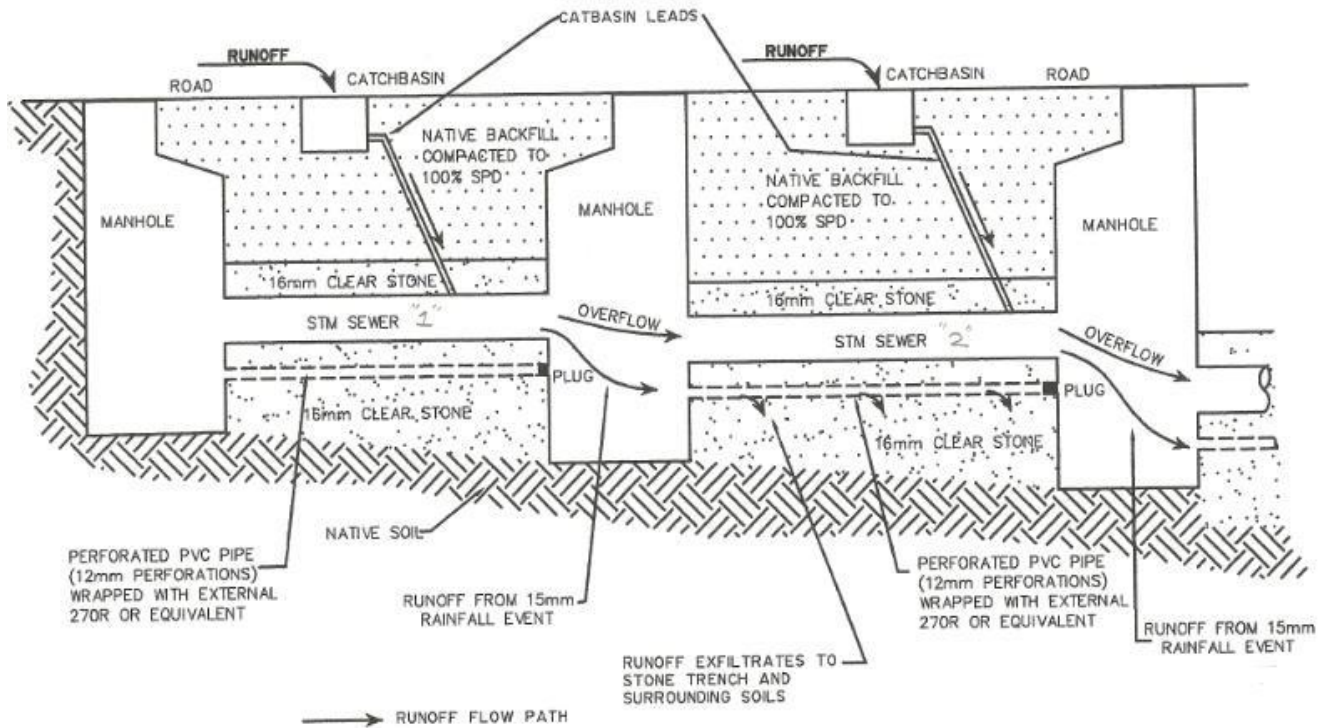 CATBASIN LEADS
RUNOFF
RUNOFF
ROAD
CATCHBASIN
CATCHBASIN
ROAD
NATIVE BACKFILL
COMPACTED TO
100% SPD
NATIVE BACKFILL
COMPACTED TO
100% SPD
MANHOLE
MANHOLE
MANHOLE
16mm CLEAR STONE
16mm CLEAR STONE
STM SEWER "1"
OVERFLOW
STM SEWER "2"
OVERFLOW
PLUG
PLUG
16mm CLEAR STONE
16mm CLEAR STONE
NATIVE SOIL
PERFORATED PVC PIPE
(12mm PERFORATIONS)
WRAPPED WITH EXTERNAL
270R OR EQUIVALENT
RUNOFF FROM 15mm
RAINFALL EVENT
PERFORATED PVC PIPE
(12mm PERFORATIONS)
WRAPPED WITH EXTERNAL
270R OR EQUIVALENT
RUNOFF FROM 15mm
RAINFALL EVENT
RUNOFF EXFILTRATES TO
STONE TRENCH AND
SURROUNDING SOILS
RUNOFF FLOW PATH